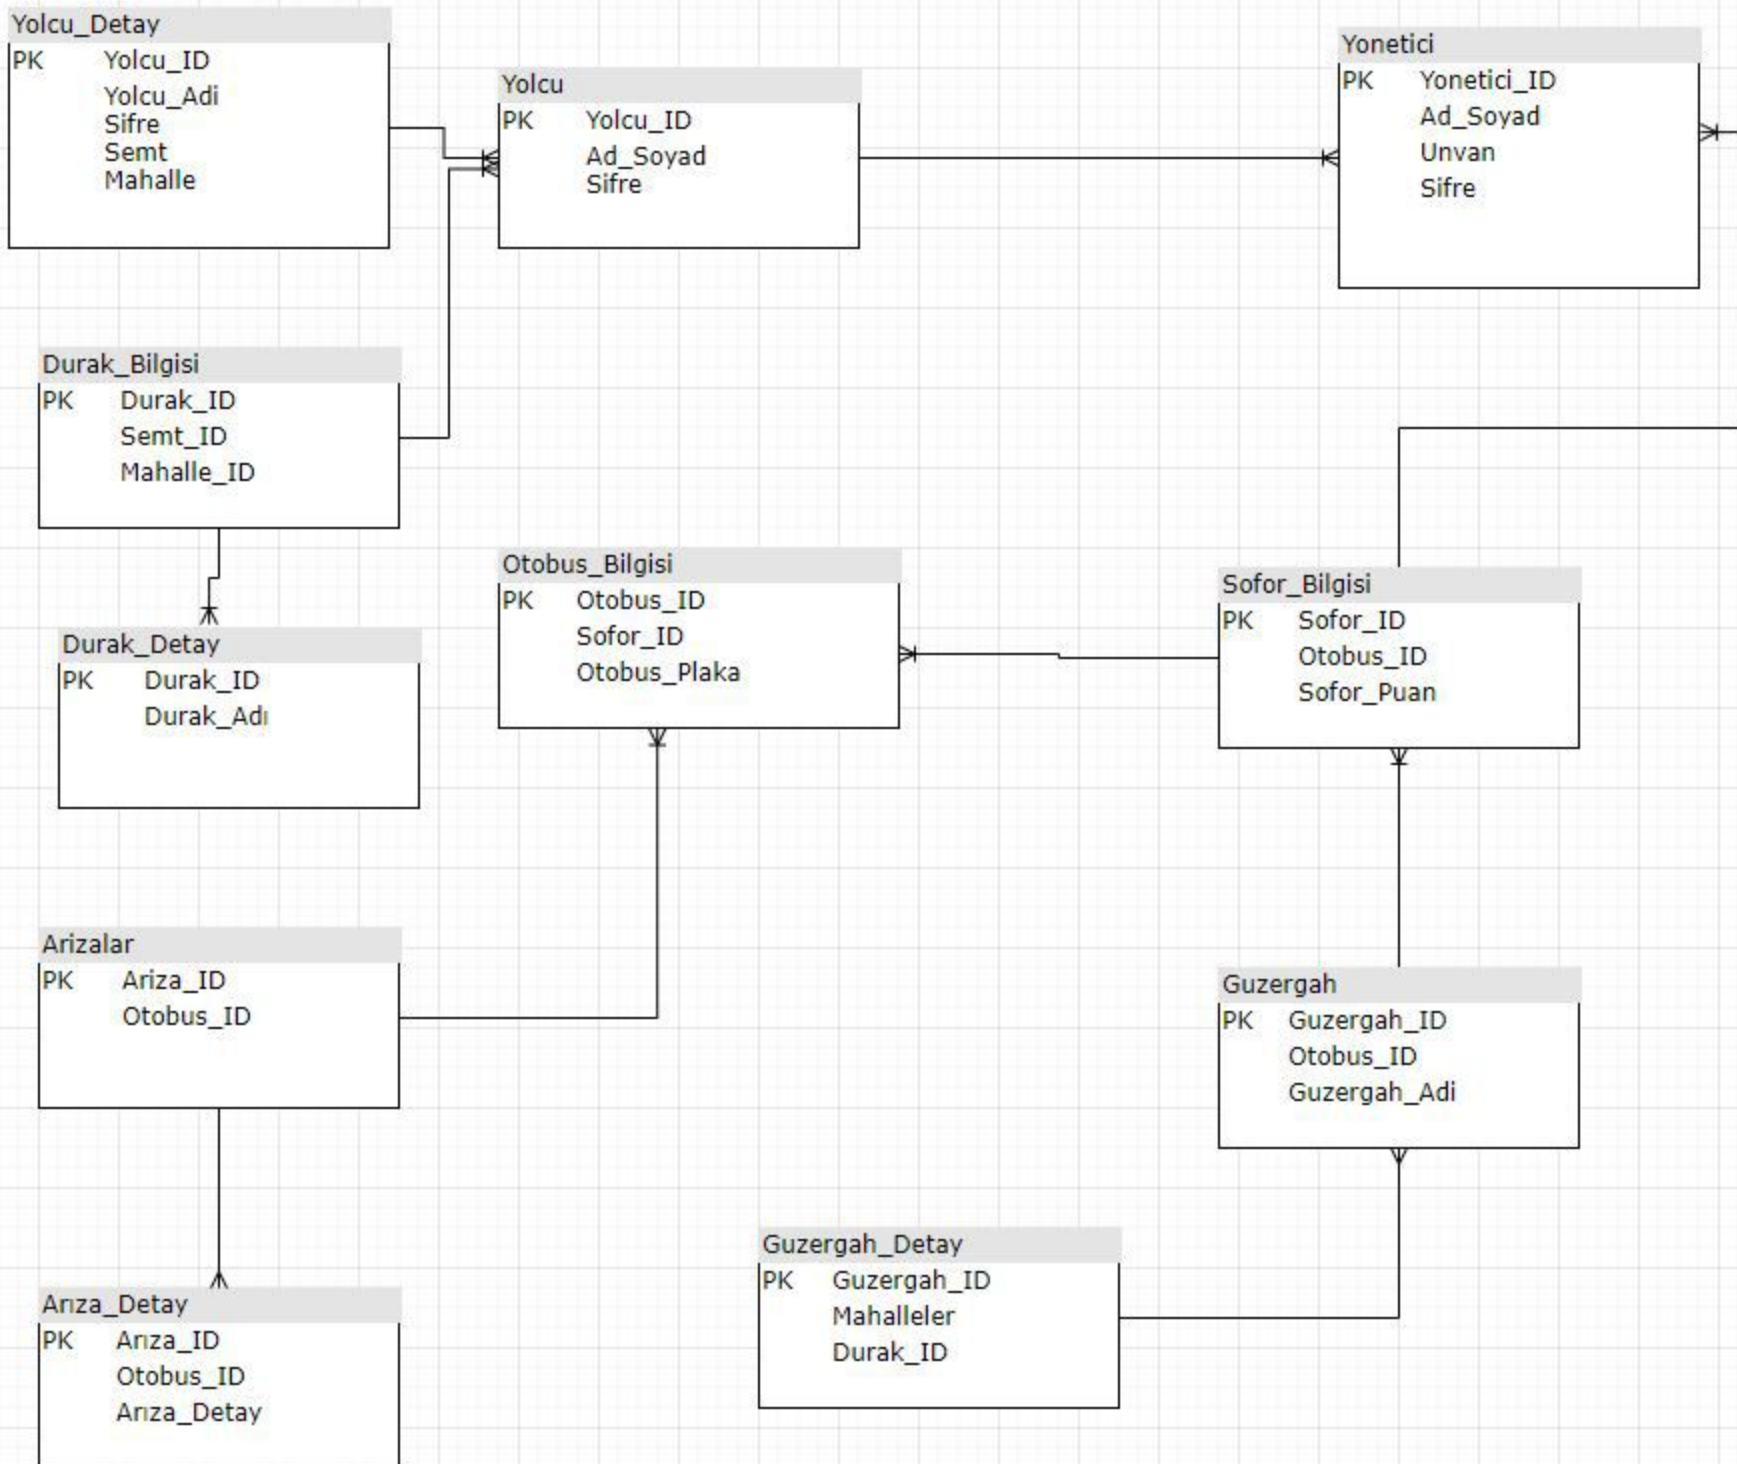 Yolcu_Detay
PK Yolcu_ID
Yolcu_Adi
Sifre
Semt
Mahalle
Yolcu
PK Yolcu_ID
Ad_Soyad
Sifre
Yonetici
PK Yonetici_ID
Ad_Soyad
Unvan
Sifre
Durak_Bilgisi
PK Durak_ID
Semt_ID
Mahalle_ID
Otobus_Bilgisi
PK Otobus_ID
Sofor_ID
Otobus_Plaka
Sofor_Bilgisi
PK Sofor_ID
Otobus_ID
Sofor_Puan
Durak_Detay
PK Durak_ID
Durak_Adı
Arizalar
PK Ariza_ID
Otobus_ID
Guzergah
PK Guzergah_ID
Otobus_ID
Guzergah_Adi
Guzergah_Detay
PK Guzergah_ID
Mahalleler
Durak_ID
Arıza_Detay
PK Arıza_ID
Otobus_ID
Arıza_Detay